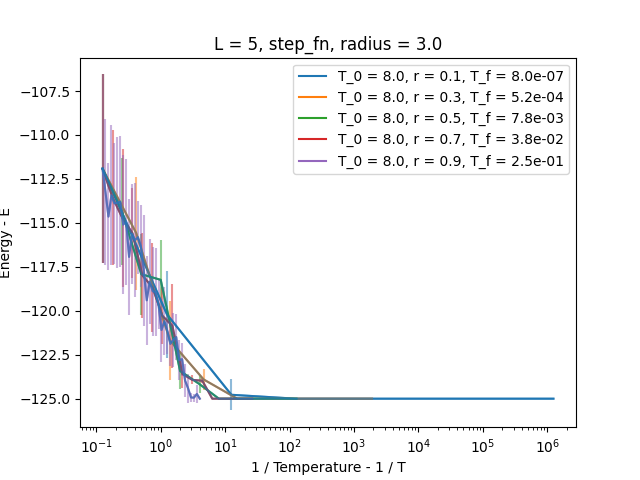 L = 5, step_fn, radius = 3.0
T_0 = 8.0, r = 0.1, T_f = 8.0e-07
T_0 = 8.0, r = 0.3, T_f = 5.2e-04
T_0 = 8.0, r = 0.5, T_f = 7.8e-03
T_0 = 8.0, r = 0.7, T_f = 3.8e-02
T_0 = 8.0, r = 0.9, T_f = 2.5e-01
Energy - E
−107.5
−110.0
−112.5
−115.0
−117.5
−120.0
−122.5
−125.0
10⁻¹ 10⁰ 10¹ 10² 10³ 10⁴ 10⁵ 10⁶
1 / Temperature - 1 / T